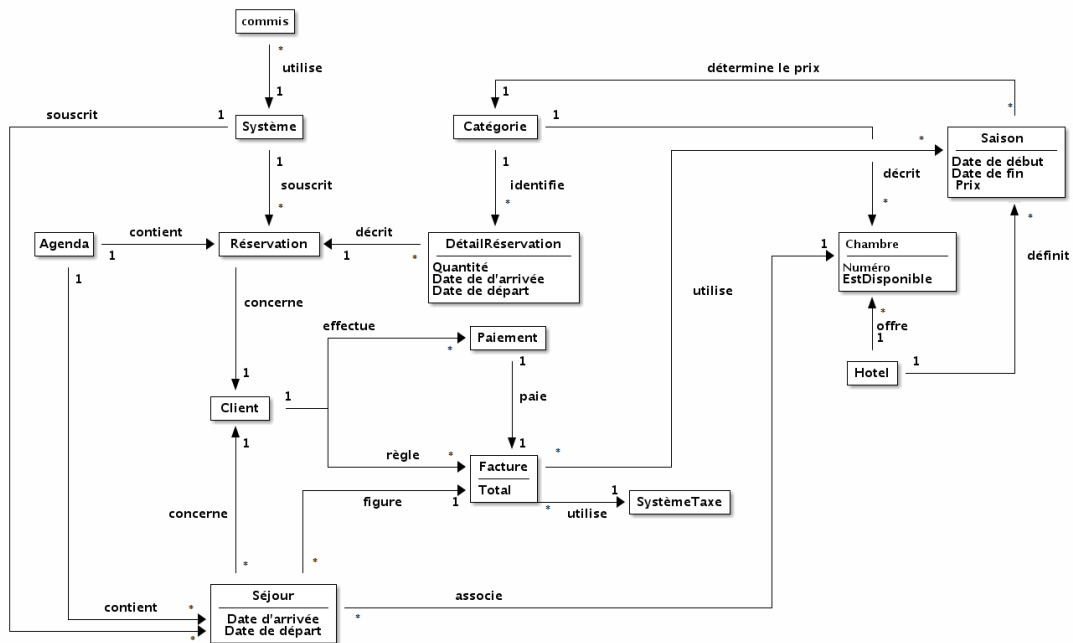 commis
*
utilise
1
détermine le prix
1
*
souscrit
1
Système
Catégorie
1
Saison
Date de début
Date de fin
Prix
*
1
souscrit
*
1
identifie
*
décrit
*
*
définit
Agenda
contient
1
Réservation
décrit
1
*
DétailRéservation
Quantité
Date de d'arrivée
Date de départ
1
Chambre
Numéro
EstDisponible
1
concerne
1
utilise
*
offre
1
effectue
*
Paiement
Hotel
1
1
paie
1
Client
1
1
règle
*
Facture
Total
*
figure
1
*
utilise
1
SystèmeTaxe
concerne
*
*
Séjour
Date d'arrivée
Date de départ
contient
*
*
associe
*